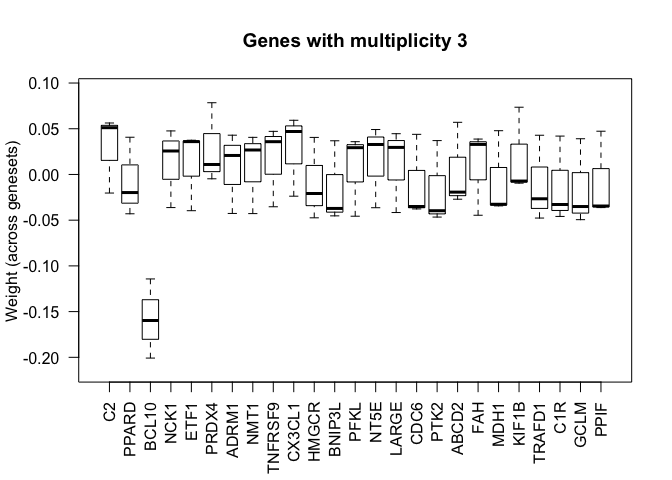 Genes with multiplicity 3
Weight (across genesets)
0.10
0.05
0.00
-0.05
-0.10
-0.15
-0.20
C2
PPARD
BCL10
NCK1
ETF1
PRDX4
ADRM1
NMT1
TNFRSF9
CX3CL1
HMGCR
BNIP3L
PFKL
NT5E
LARGE
CDC6
PTK2
ABCD2
FAH
MDH1
KIF1B
TRAFD1
C1R
GCLM
PPIF